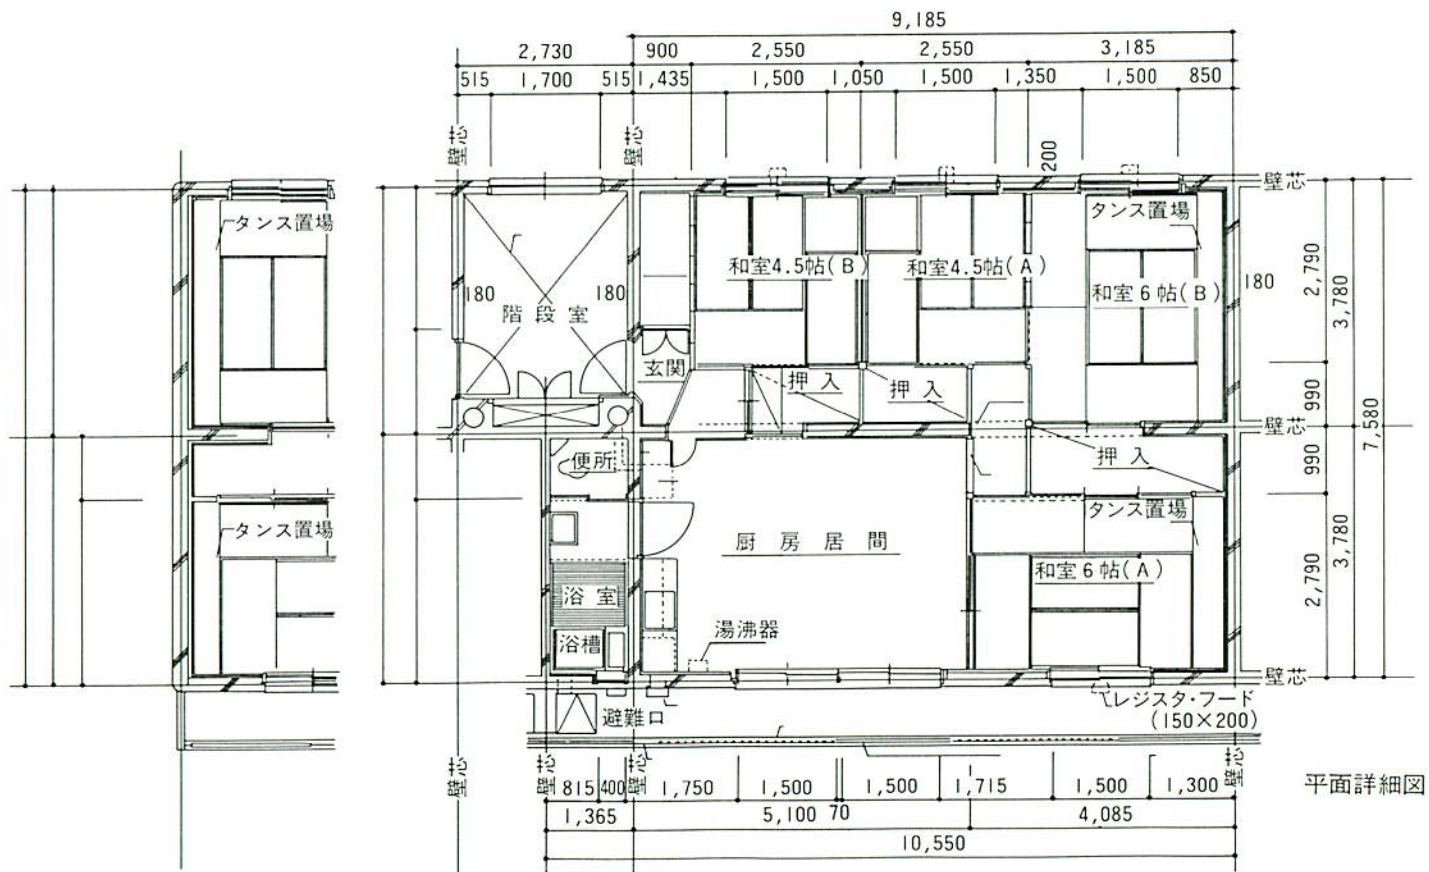 9,185
2,730 900 2,550 2,550 3,185
515 1,700 515 1,435 1,500 1,050 1,500 1,350 1,500 850
壁芯
壁芯
200
壁芯
タンス置場
タンス置場
和室4.5帖(B)
和室4.5帖(A)
和室6帖(B)
180
180
180
階段室
2,790
3,780
玄関
押入
押入
990
壁芯
7,580
便所
押入
990
タンス置場
タンス置場
厨房居間
3,780
和室6帖(A)
2,790
浴室
浴槽
湯沸器
壁芯
レジスタ・フード
(150×200)
避難口
壁芯
壁芯
壁芯
壁芯
815 400 1,750 1,500 1,500 1,715 1,500 1,300
平面詳細図
1,365 5,100 70 4,085
10,550